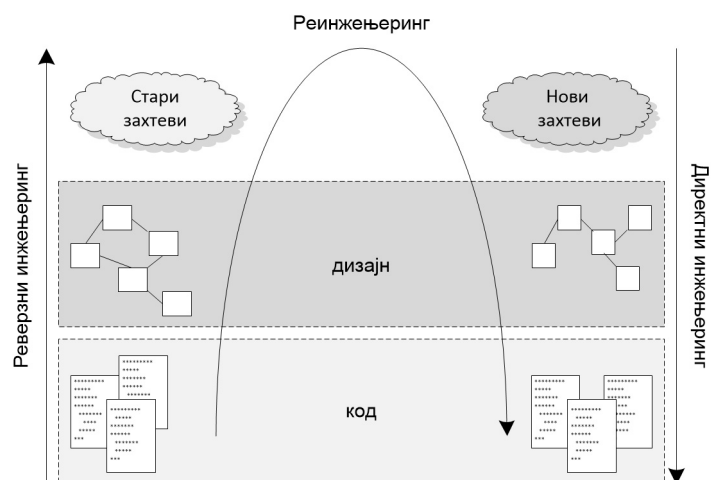 Реинжењеринг
Стари
захтеви
Нови
захтеви
Реверзни инжењеринг
Директни инжењеринг
дизајн
код